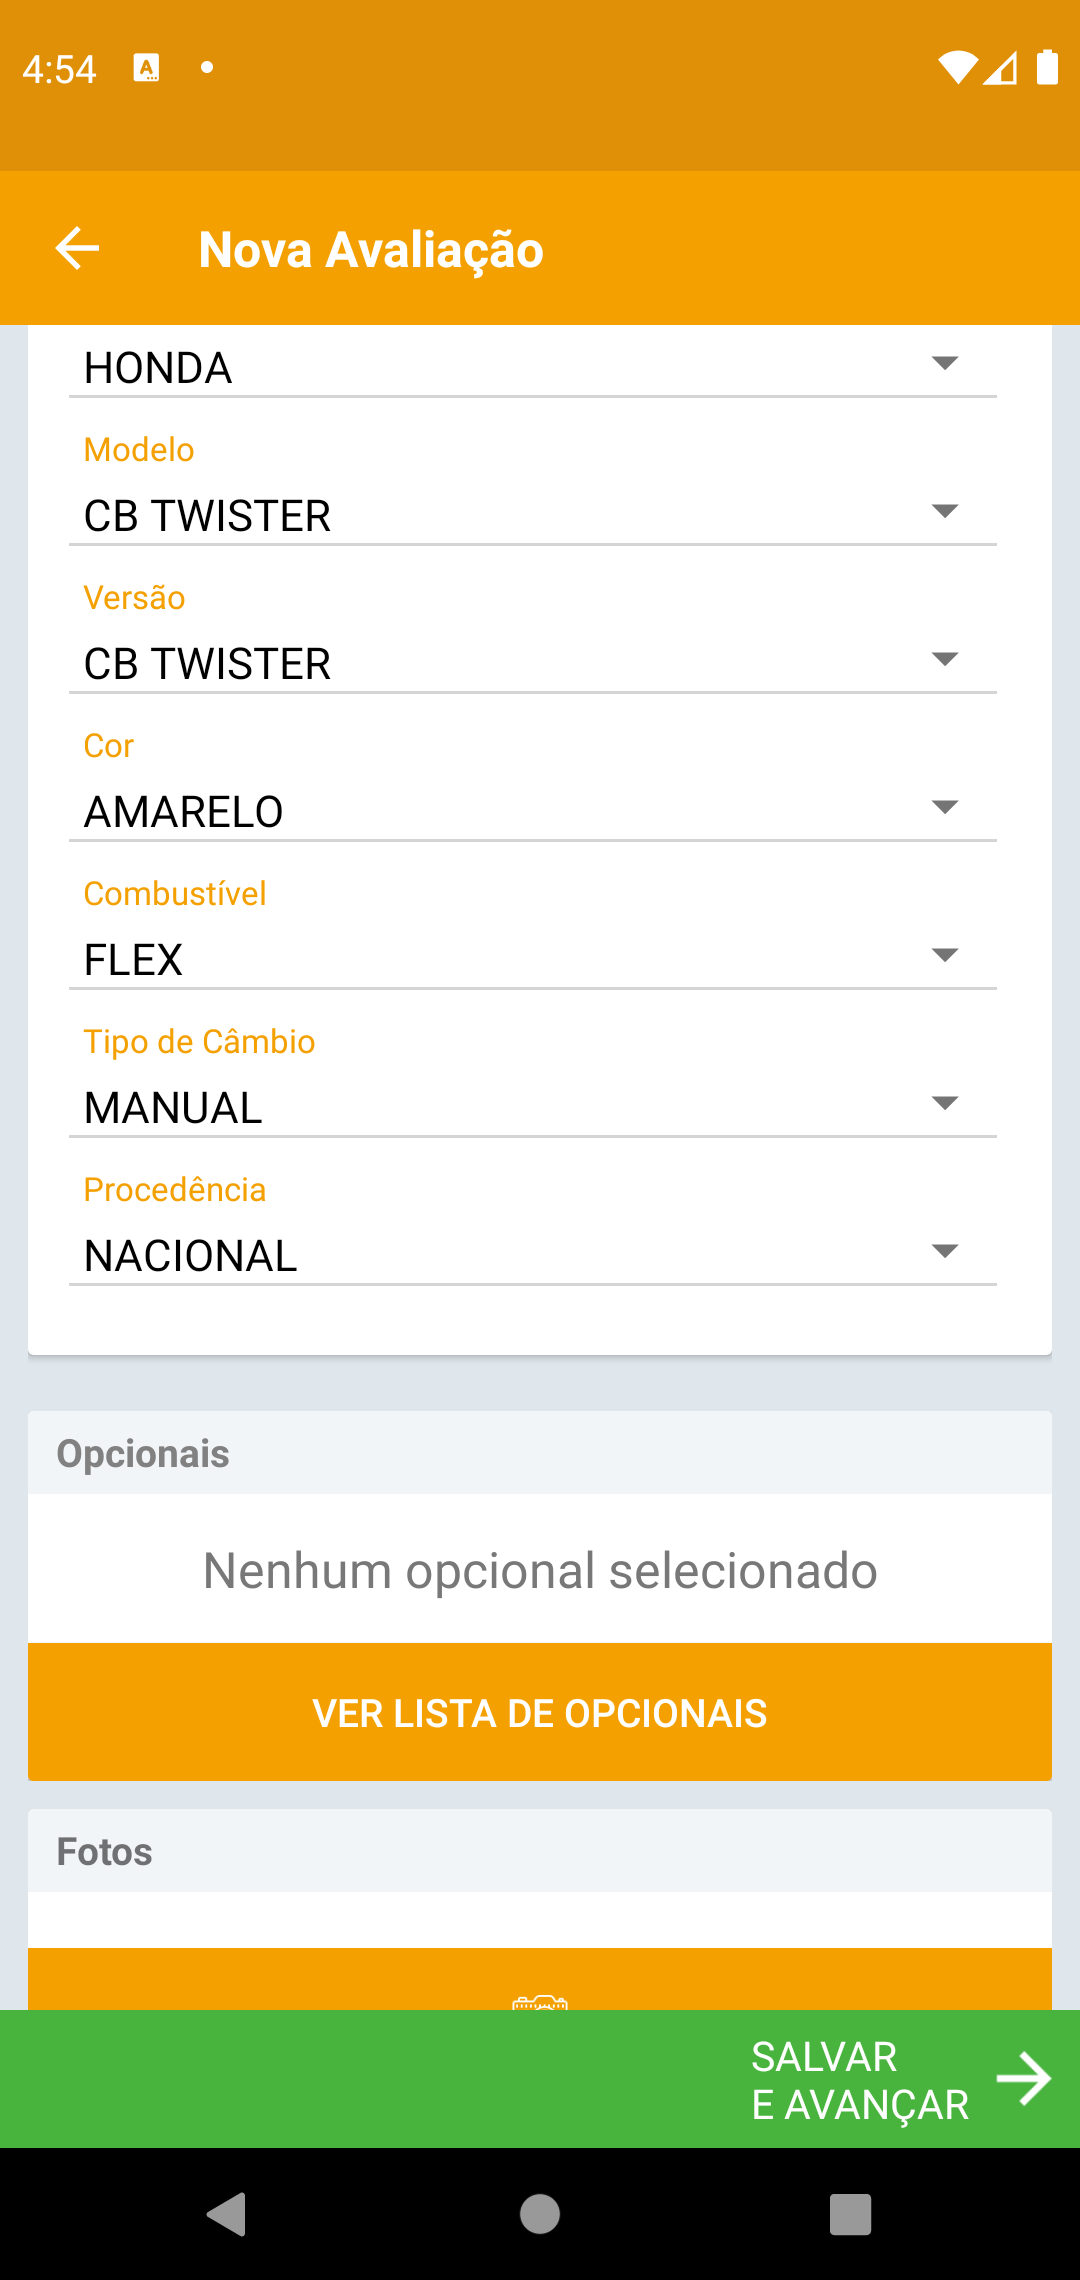 4:54
Nova Avaliação
HONDA
Modelo
CB TWISTER
Versão
CB TWISTER
Cor
AMARELO
Combustível
FLEX
Tipo de Câmbio
MANUAL
Procedência
NACIONAL
Opcionais
Nenhum opcional selecionado
VER LISTA DE OPCIONAIS
Fotos
SALVAR
E AVANÇAR